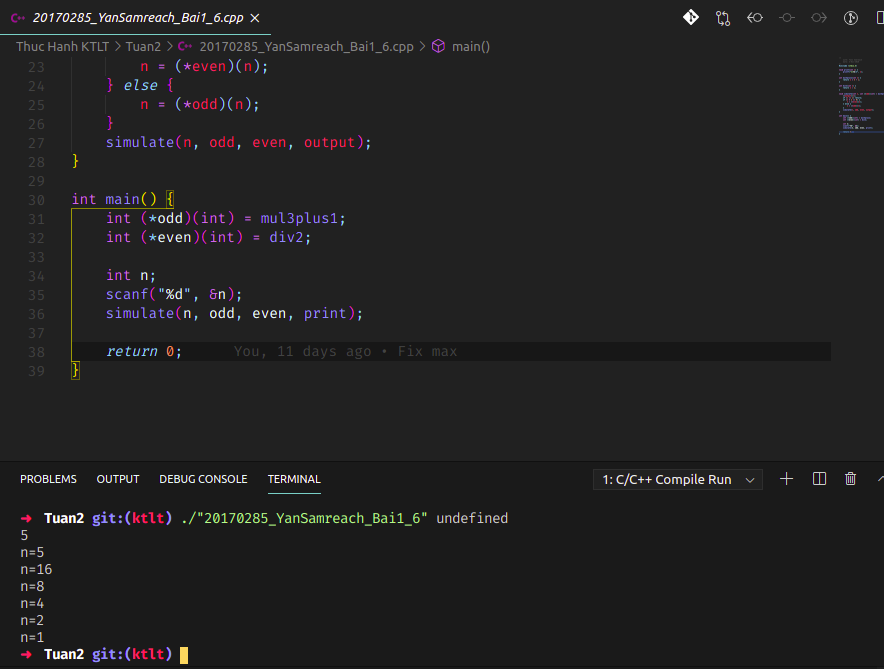 20170285_YanSamreach_Bai1_6.cpp
Thuc Hanh KTLT > Tuan2 > 20170285_YanSamreach_Bai1_6.cpp > main()
23 n = (*even)(n);
24 } else {
25 n = (*odd)(n);
26 }
27 simulate(n, odd, even, output);
28 }
29
30 int main() {
31 int (*odd)(int) = mul3plus1;
32 int (*even)(int) = div2;
33
34 int n;
35 scanf("%d", &n);
36 simulate(n, odd, even, print);
37
38 return 0; You, 11 days ago • Fix max
39 }
PROBLEMS OUTPUT DEBUG CONSOLE TERMINAL 1: C/C++ Compile Run
→ Tuan2 git:(ktlt) ./"20170285_YanSamreach_Bai1_6" undefined
5
n=5
n=16
n=8
n=4
n=2
n=1
→ Tuan2 git:(ktlt)